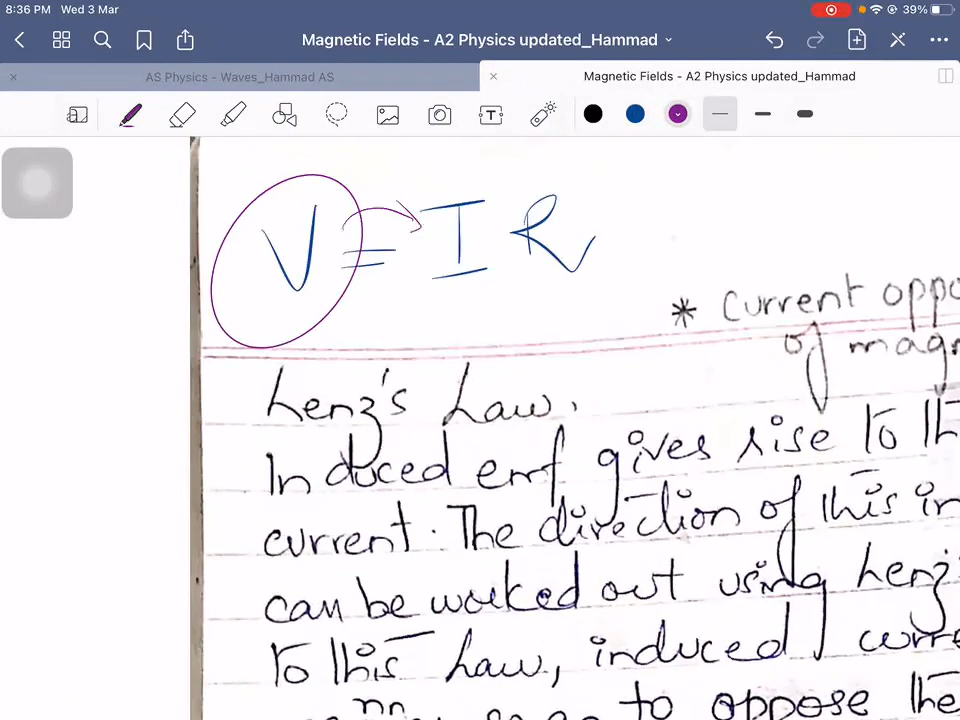 8:36 PM Wed 3 Mar 39%
Magnetic Fields - A2 Physics updated_Hammad
AS Physics - Waves_Hammad AS
Magnetic Fields - A2 Physics updated_Hammad
V = I R
* Current oppo
of mag
Lenz's Law.
Induced emf gives rise to th
current. The direction of this in
can be worked out using Lenz'
to this Law, induced curre
to oppose the